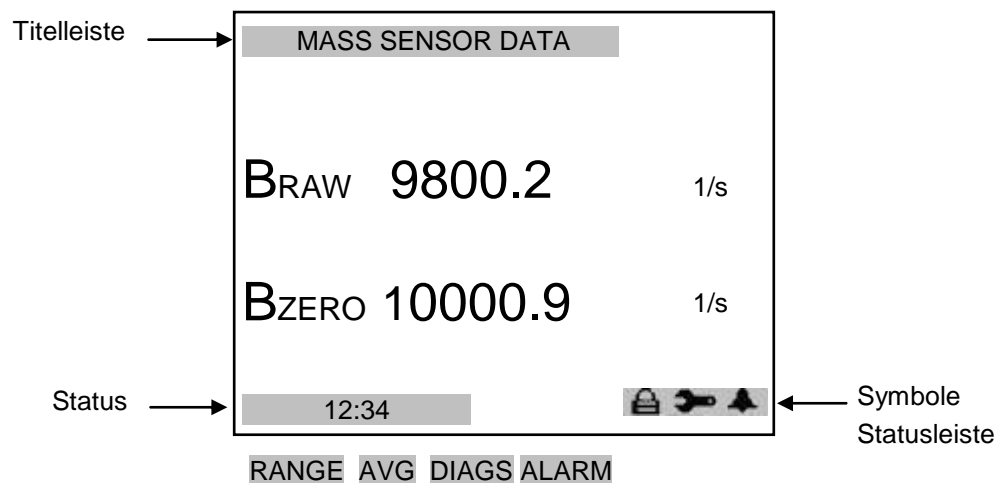 Titelleiste
MASS SENSOR DATA
BRAW 9800.2 1/s
BZERO 10000.9 1/s
Status
12:34
Symbole
Statusleiste
RANGE AVG DIAGS ALARM